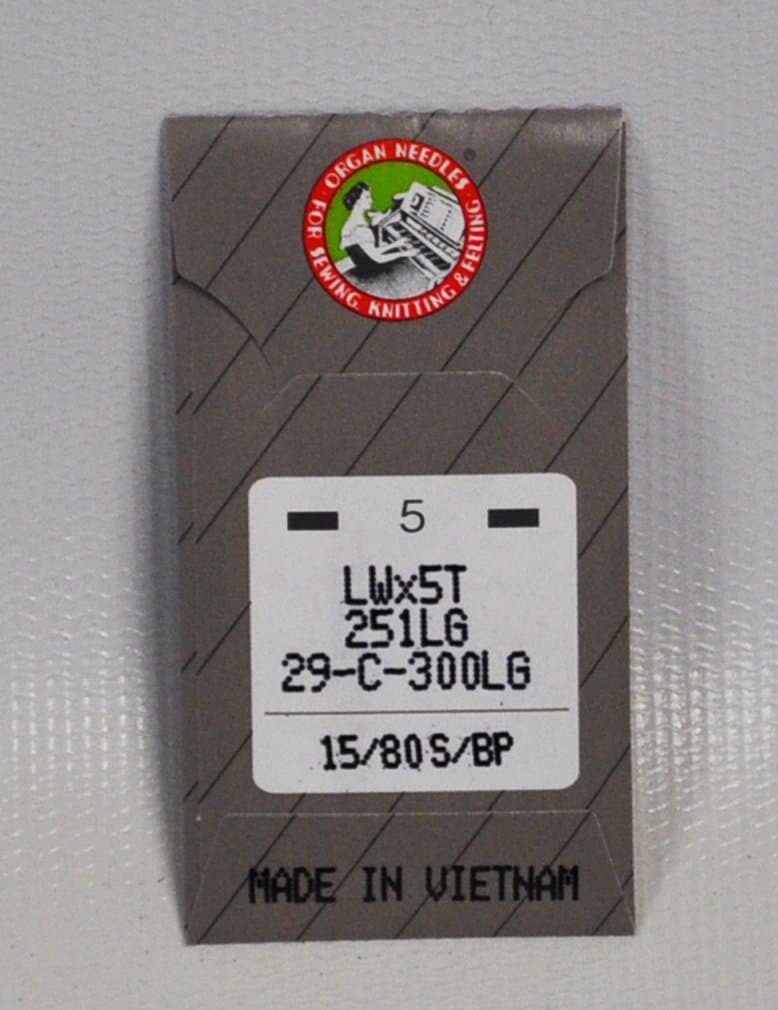 ORGAN NEEDLES ®
FOR SEWING, KNITTING & FELTING
5
LWx5T
251LG
29-C-300LG
15/80 S/BP
MADE IN VIETNAM